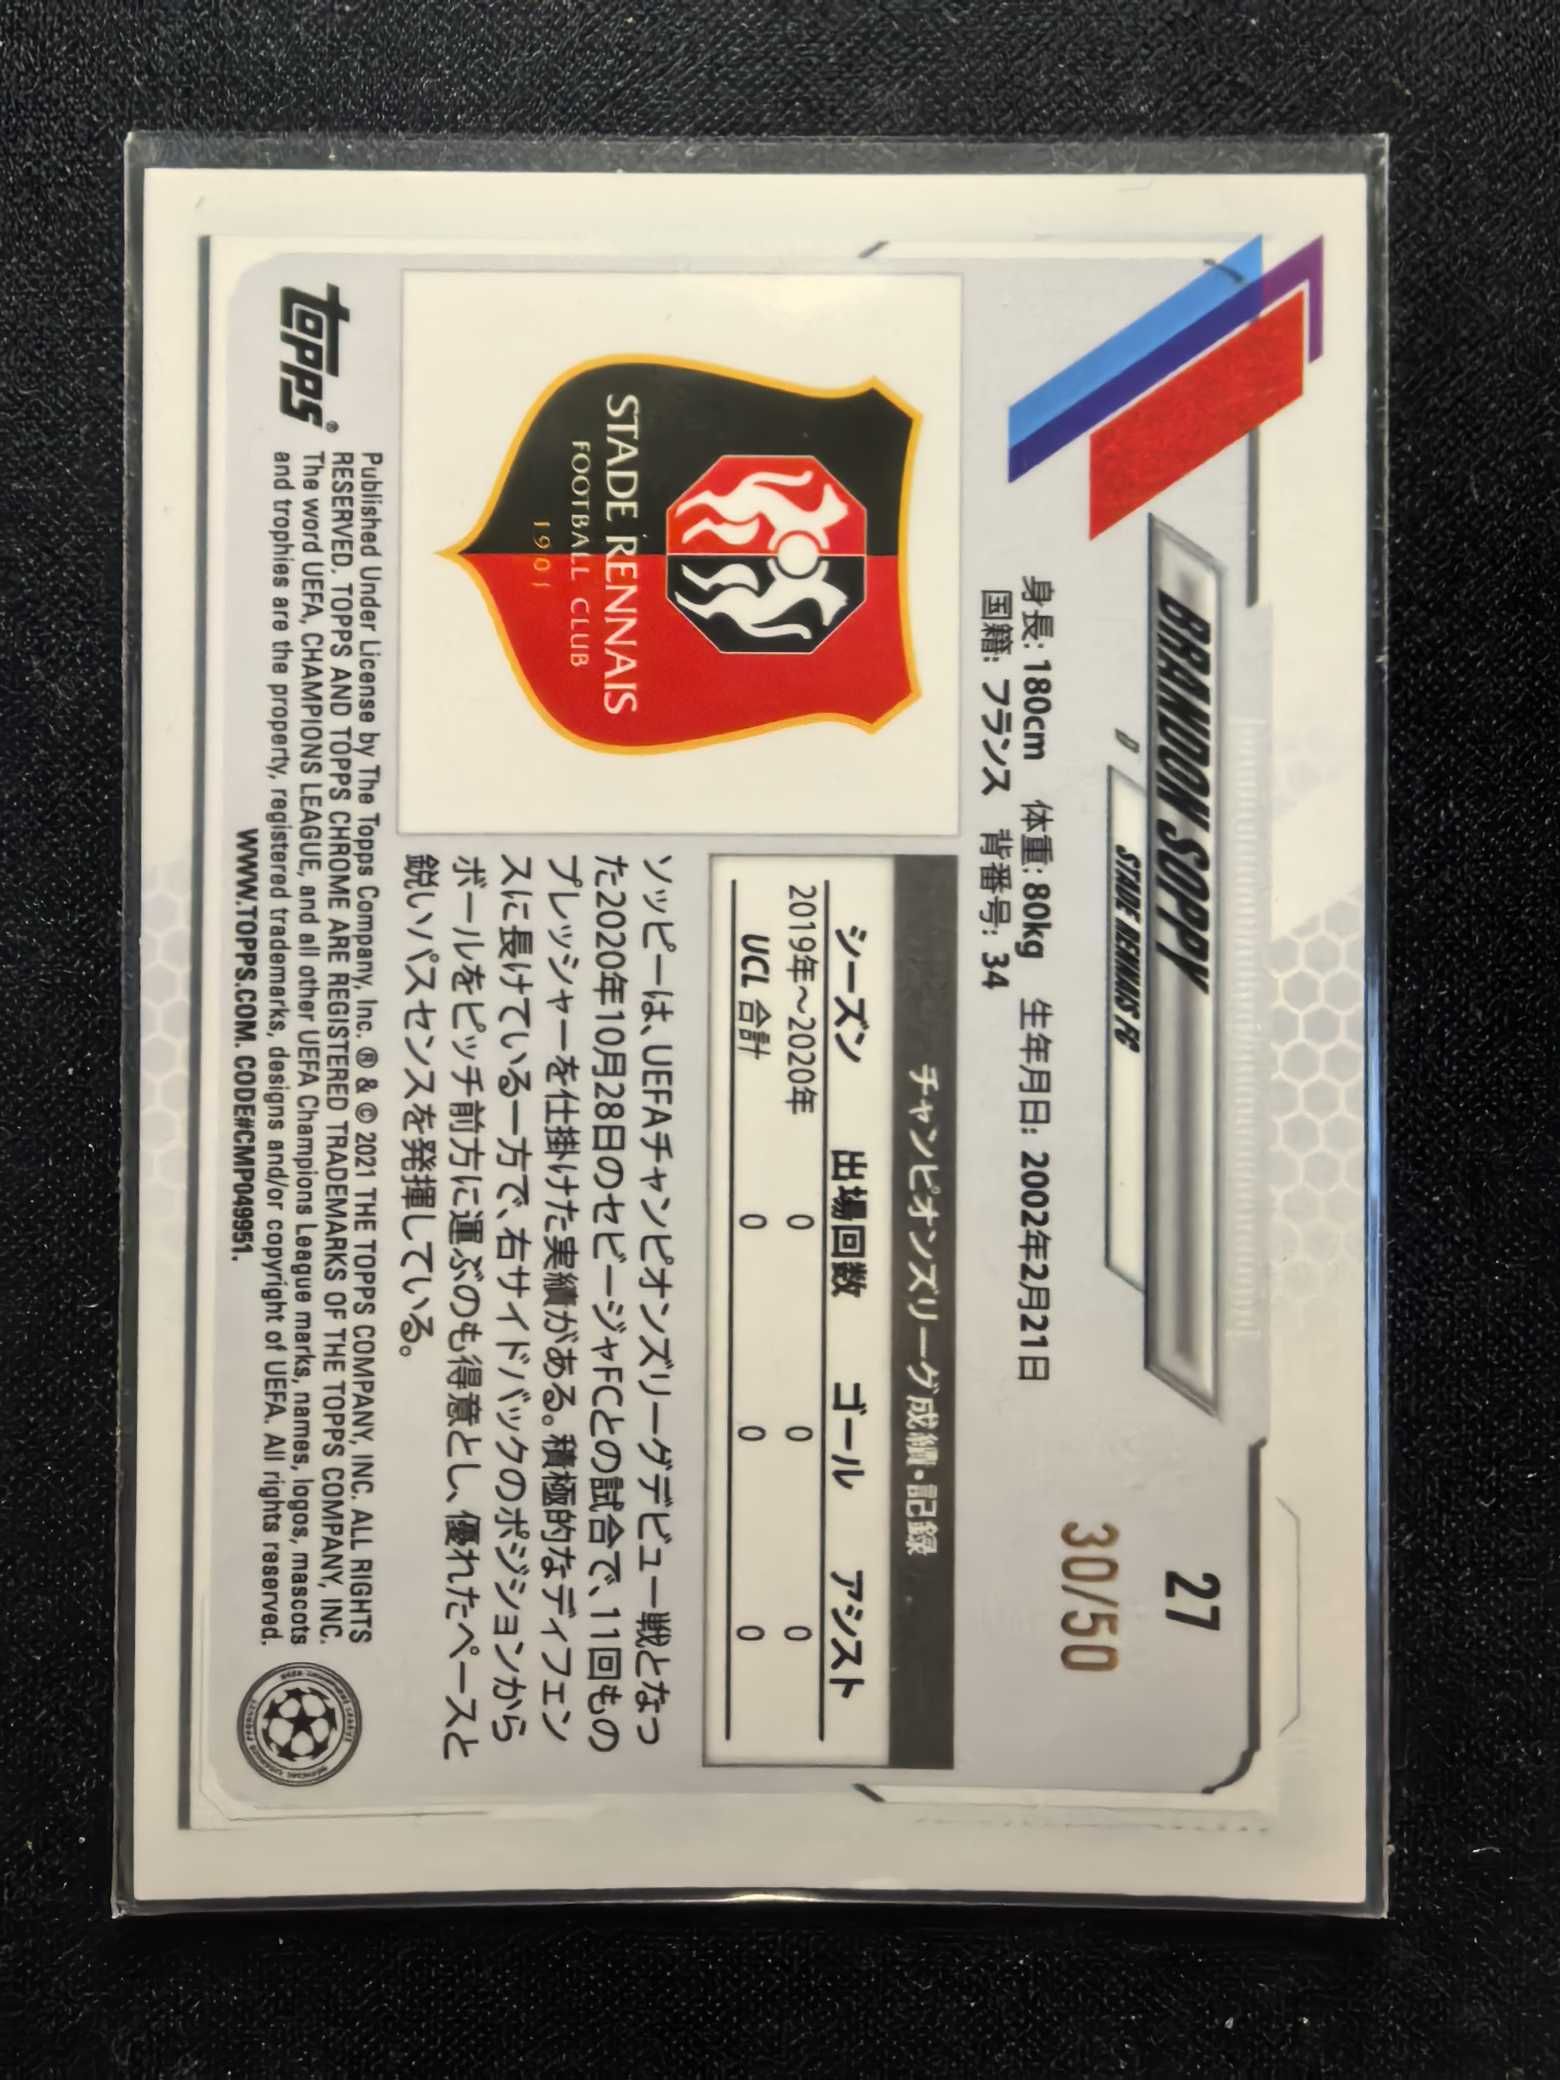 27
BRANDON SOPPY
D
STADE RENNAIS FC
30/50
身長: 180cm 体重: 80kg 生年月日: 2002年2月21日
国籍: フランス 背番号: 34
STADE RENNAIS
FOOTBALL CLUB
1901
チャンピオンズリーグ成績・記録
シーズン 出場回数 ゴール アシスト
2019年〜2020年 0 0 0
UCL 合計 0 0 0
ソッピーは、UEFAチャンピオンズリーグデビュー戦となっ
た2020年10月28日のセビージャFCとの試合で、11回もの
プレッシャーを仕掛けた実績がある。積極的なディフェン
スに長けている一方で、右サイドバックのポジションから
ボールをピッチ前方に運ぶのも得意とし、優れたペースと
鋭いパスセンスを発揮している。
topps®
Published Under License by The Topps Company, Inc. ® & © 2021 THE TOPPS COMPANY, INC. ALL RIGHTS
RESERVED. TOPPS AND TOPPS CHROME ARE REGISTERED TRADEMARKS OF THE TOPPS COMPANY, INC.
The word UEFA, CHAMPIONS LEAGUE, and all other UEFA Champions League marks, names, logos, mascots
and trophies are the property, registered trademarks, designs and/or copyright of UEFA. All rights reserved.
WWW.TOPPS.COM. CODE#CMP049951.